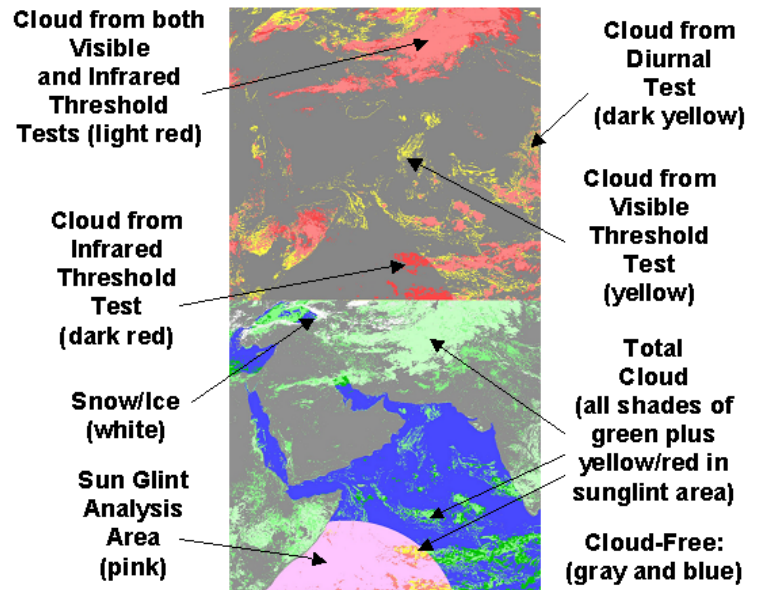 Cloud from both
Visible
and Infrared
Threshold
Tests (light red)
Cloud from
Infrared
Threshold
Test
(dark red)
Snow/Ice
(white)
Sun Glint
Analysis
Area
(pink)
Cloud from
Diurnal
Test
(dark yellow)
Cloud from
Visible
Threshold
Test
(yellow)
Total
Cloud
(all shades of
green plus
yellow/red in
sunglint area)
Cloud-Free:
(gray and blue)